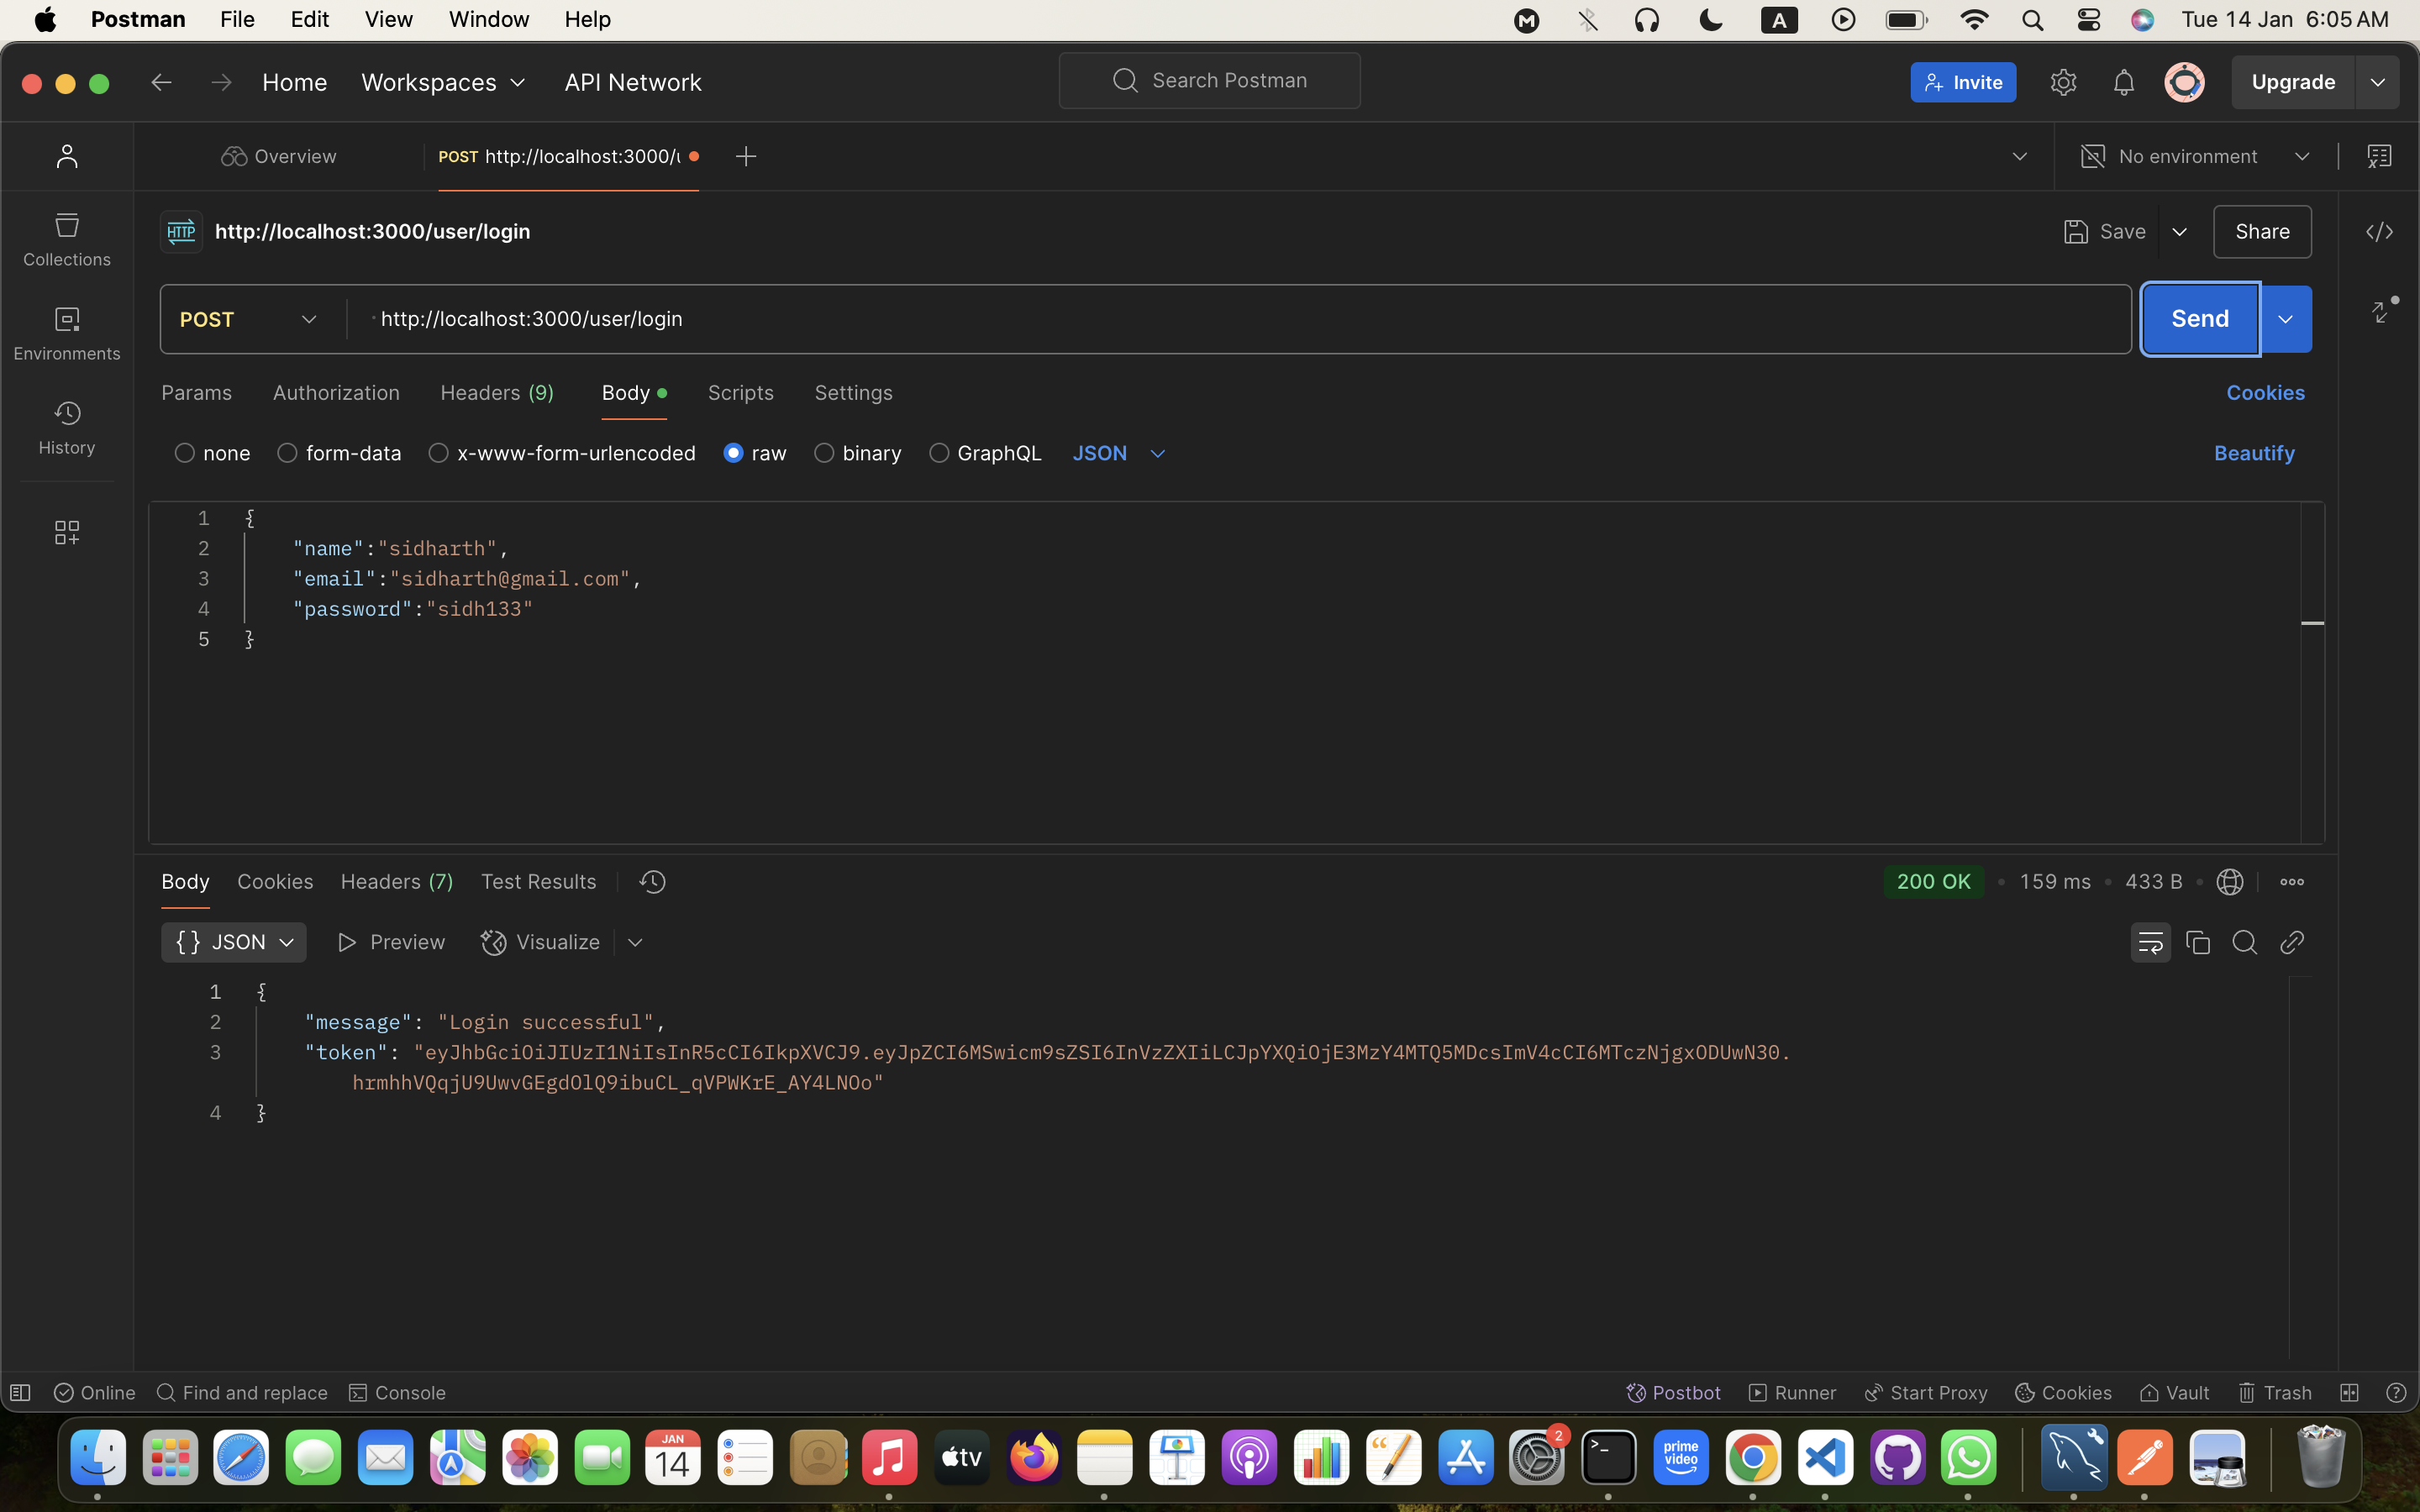 Postman File Edit View Window Help A Tue 14 Jan 6:05 AM
Home Workspaces API Network Search Postman Invite Upgrade
Overview POST http://localhost:3000/u No environment
HTTP http://localhost:3000/user/login Save Share
Collections
Environments
History
POST http://localhost:3000/user/login Send
Params Authorization Headers (9) Body Scripts Settings Cookies
none form-data x-www-form-urlencoded raw binary GraphQL JSON Beautify
1 {
2 "name":"sidharth",
3 "email":"sidharth@gmail.com",
4 "password":"sidh133"
5 }
Body Cookies Headers (7) Test Results 200 OK • 159 ms • 433 B •
{} JSON Preview Visualize
1 {
2 "message": "Login successful",
3 "token": "eyJhbGciOiJIUzI1NiIsInR5cCI6IkpXVCJ9.eyJpZCI6MSwicm9sZSI6InVzZXIiLCJpYXQiOjE3MzY4MTQ5MDcsImV4cCI6MTczNjgxODUwN30.
hrmhhVQqjU9UwvGEgdOlQ9ibuCL_qVPWKrE_AY4LNOo"
4 }
Online Find and replace Console Postbot Runner Start Proxy Cookies Vault Trash
JAN
14
tv
2
prime
video